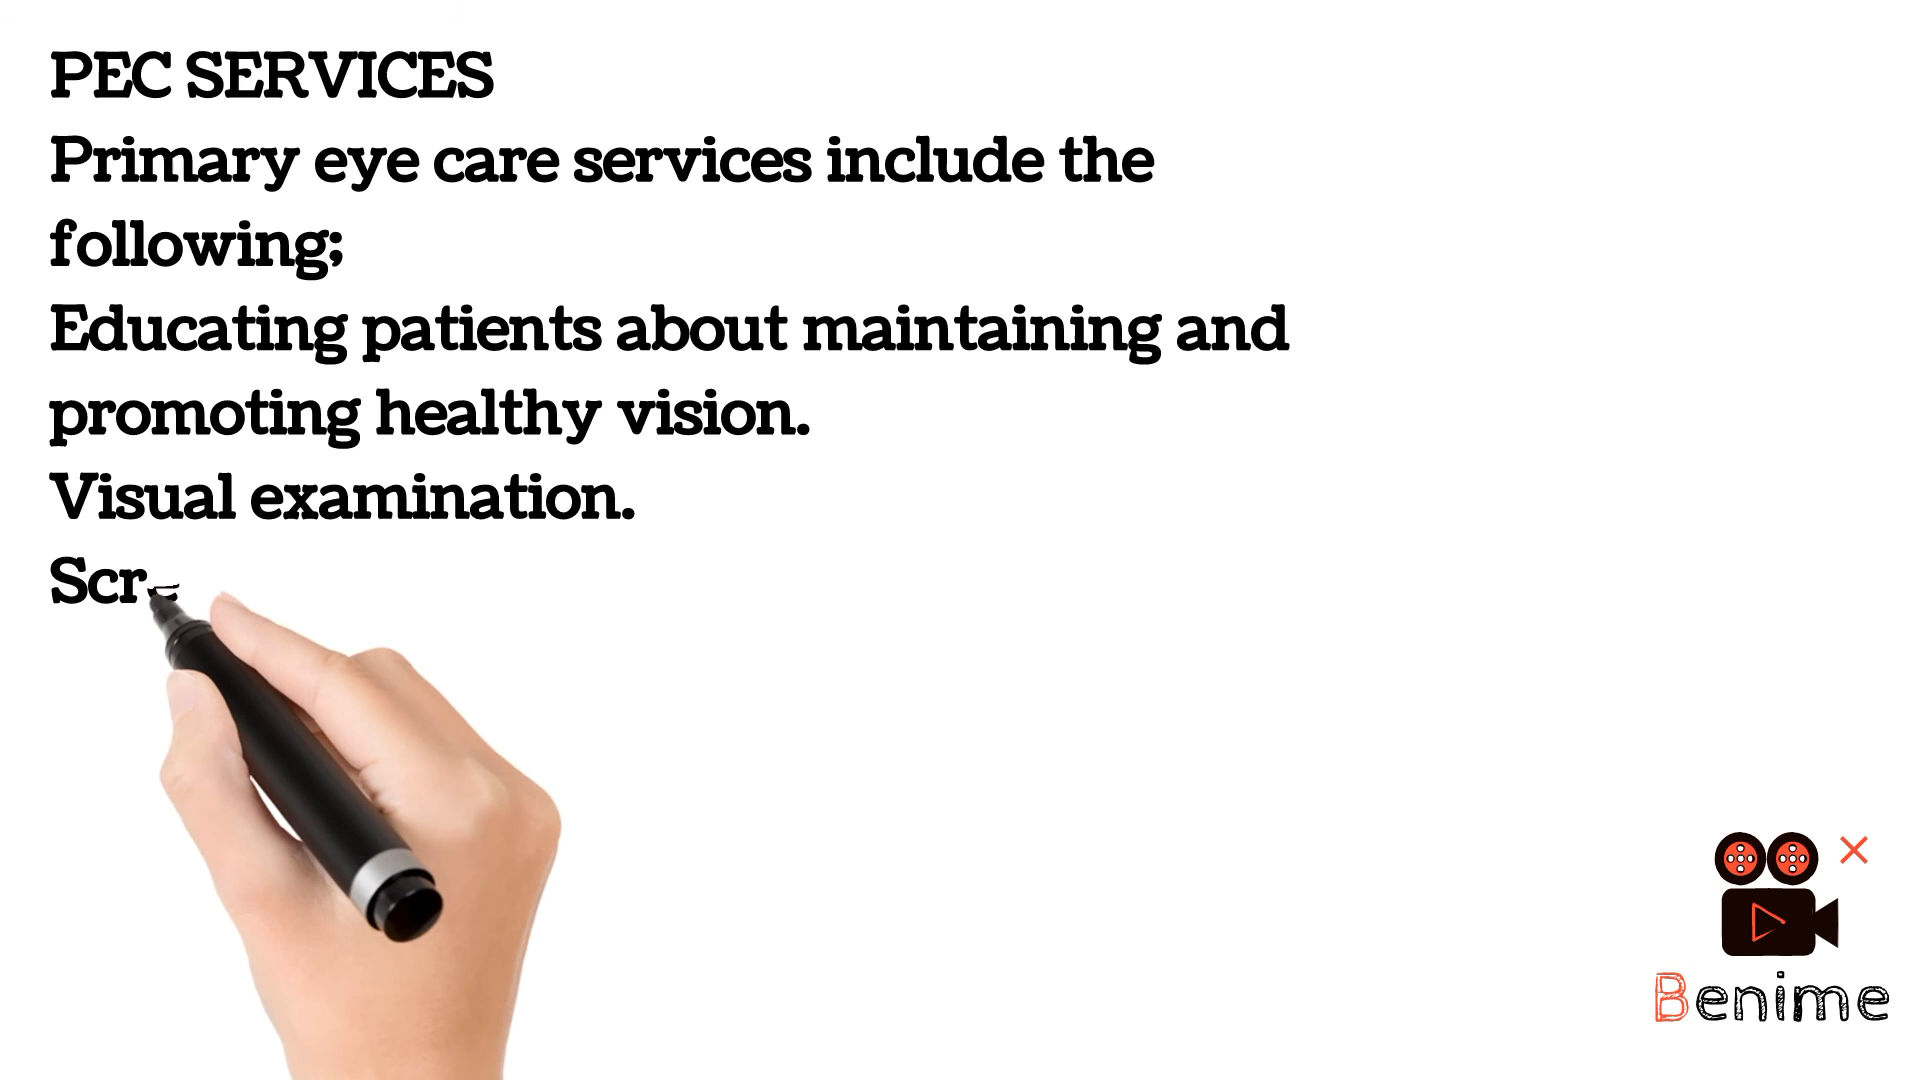 PEC SERVICES
Primary eye care services include the
following;
Educating patients about maintaining and
promoting healthy vision.
Visual examination.
Benime